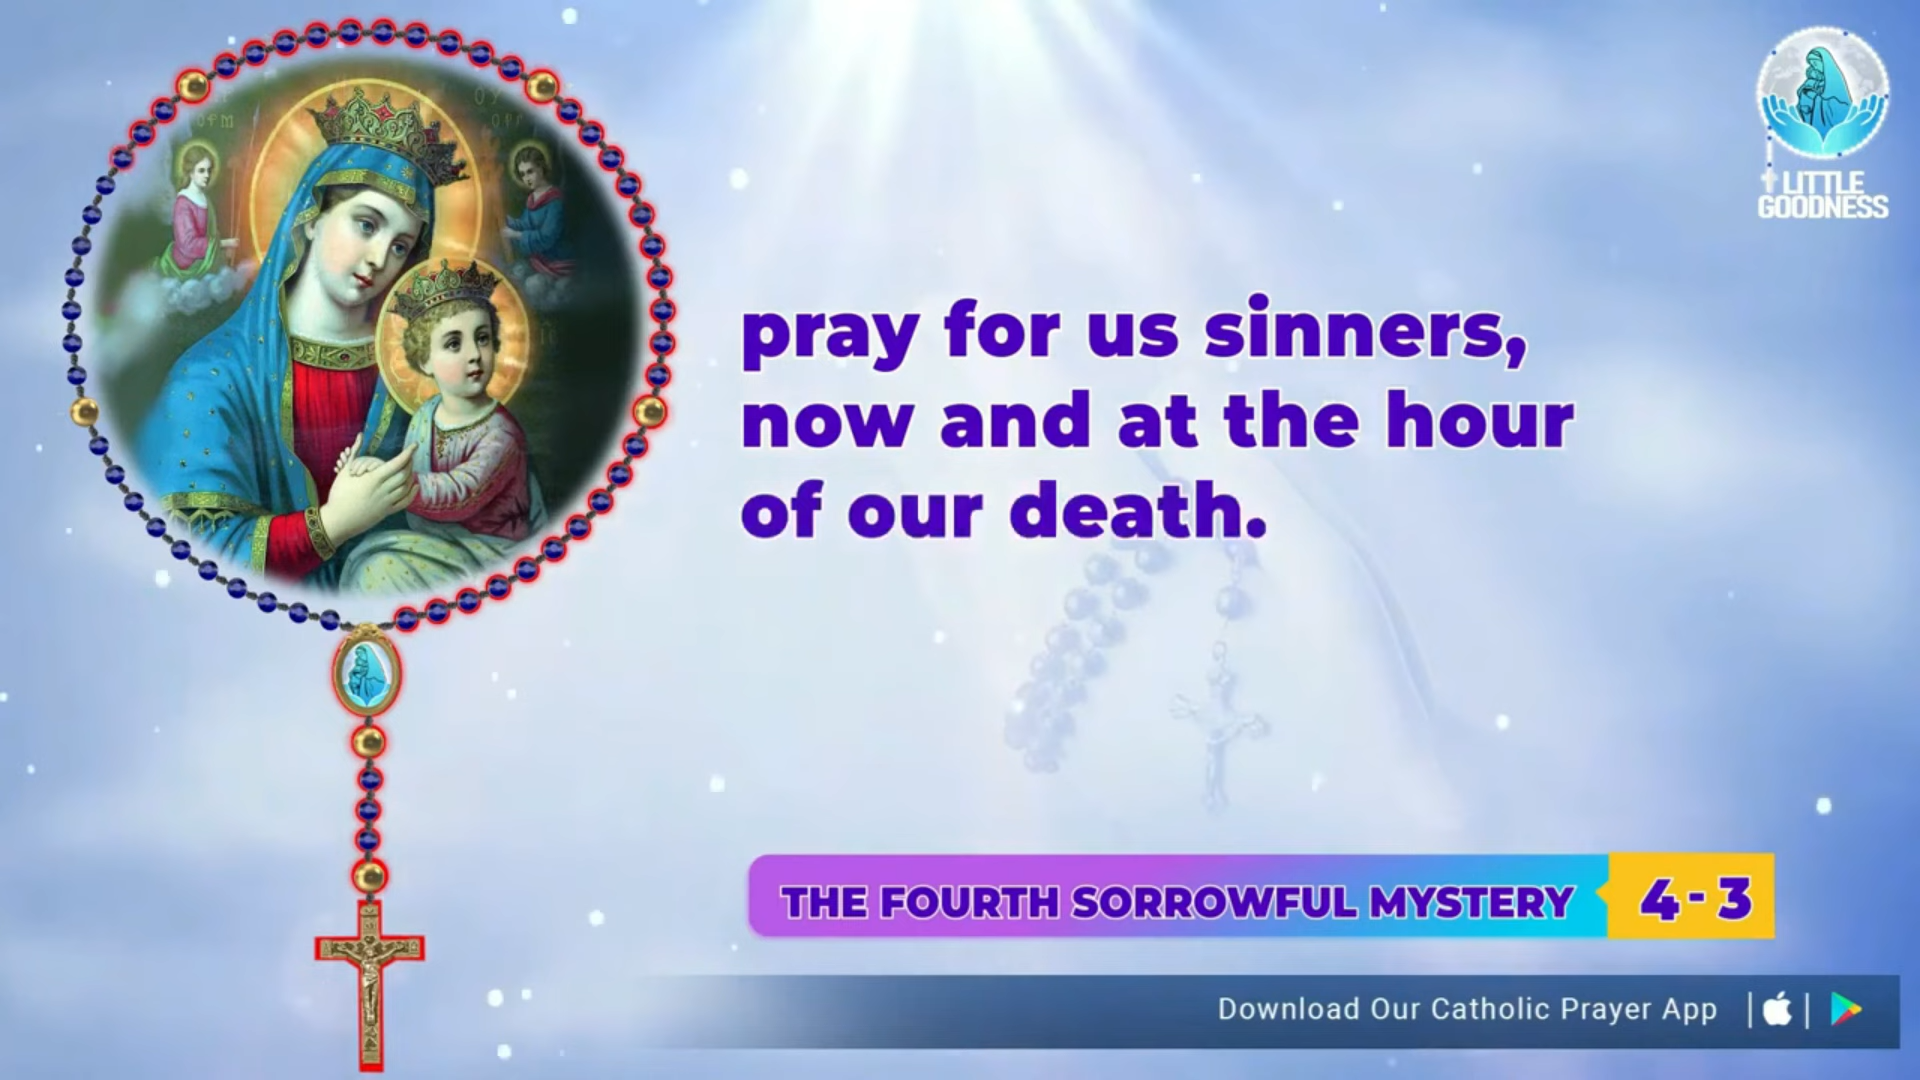 LITTLE
GOODNESS
pray for us sinners,
now and at the hour
of our death.
THE FOURTH SORROWFUL MYSTERY
4 - 3
Download Our Catholic Prayer App